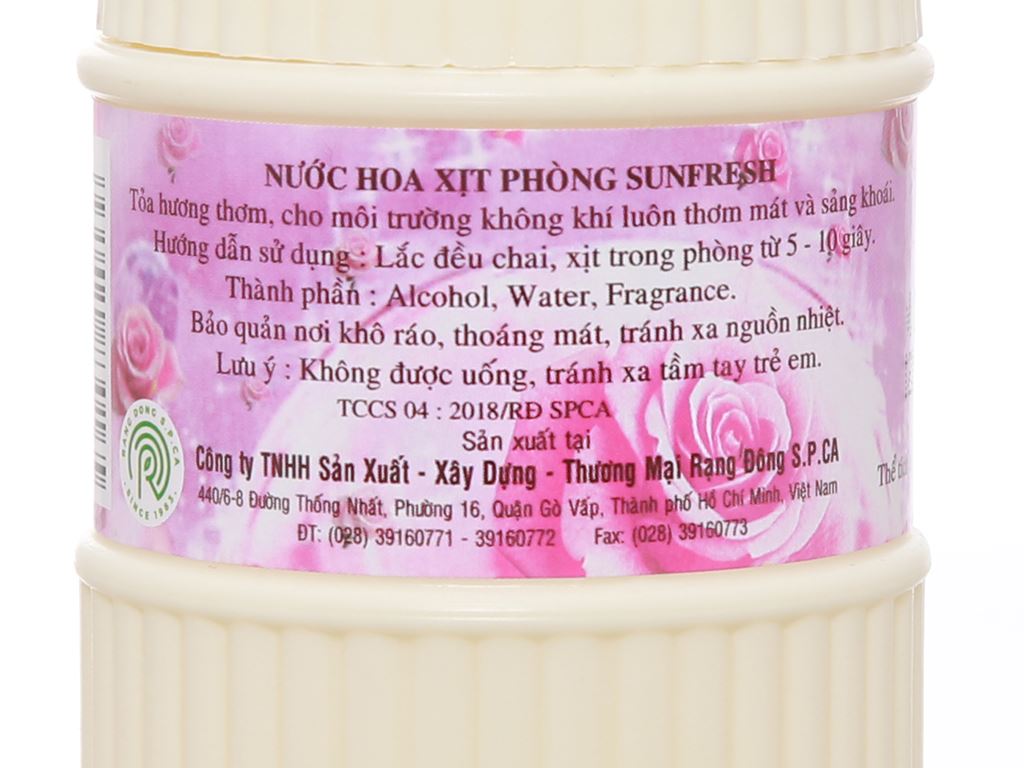 NƯỚC HOA XỊT PHÒNG SUNFRESH
Tỏa hương thơm, cho môi trường không khí luôn thơm mát và sảng khoái.
Hướng dẫn sử dụng : Lắc đều chai, xịt trong phòng từ 5 - 10 giây.
Thành phần : Alcohol, Water, Fragrance.
Bảo quản nơi khô ráo, thoáng mát, tránh xa nguồn nhiệt.
Lưu ý : Không được uống, tránh xa tầm tay trẻ em.
TCCS 04 : 2018/RĐ SPCA
Sản xuất tại
Công ty TNHH Sản Xuất - Xây Dựng - Thương Mại Rạng Đông S.P.CA
440/6-8 Đường Thống Nhất, Phường 16, Quận Gò Vấp, Thành phố Hồ Chí Minh, Việt Nam
ĐT: (028) 39160771 - 39160772 Fax: (028) 39160773
RANG DONG S.P.CA
SINCE 1983
Thể